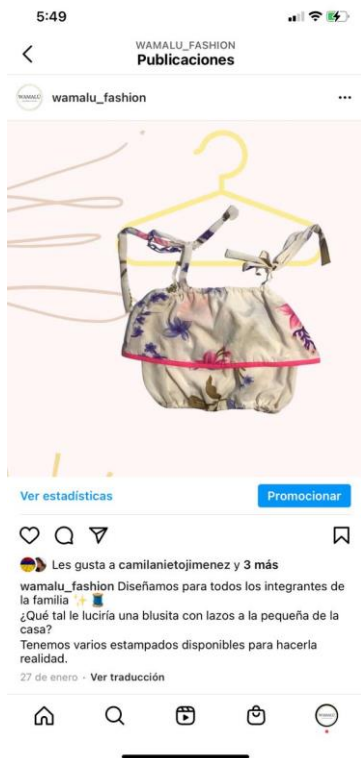 5:49
WAMALU_FASHION
Publicaciones
WAMALU
wamalu_fashion
Ver estadísticas
Promocionar
Les gusta a camilanietojimenez y 3 más
wamalu_fashion Diseñamos para todos los integrantes de
la familia ✨ 🧵
¿Qué tal le luciría una blusita con lazos a la pequeña de la
casa?
Tenemos varios estampados disponibles para hacerla
realidad.
27 de enero · Ver traducción